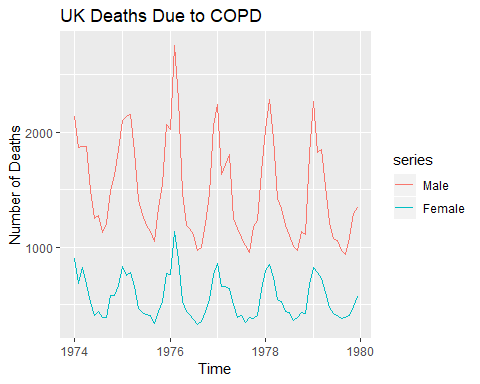 UK Deaths Due to COPD
Number of Deaths
2000
1000
1974
1976
1978
1980
Time
series
Male
Female